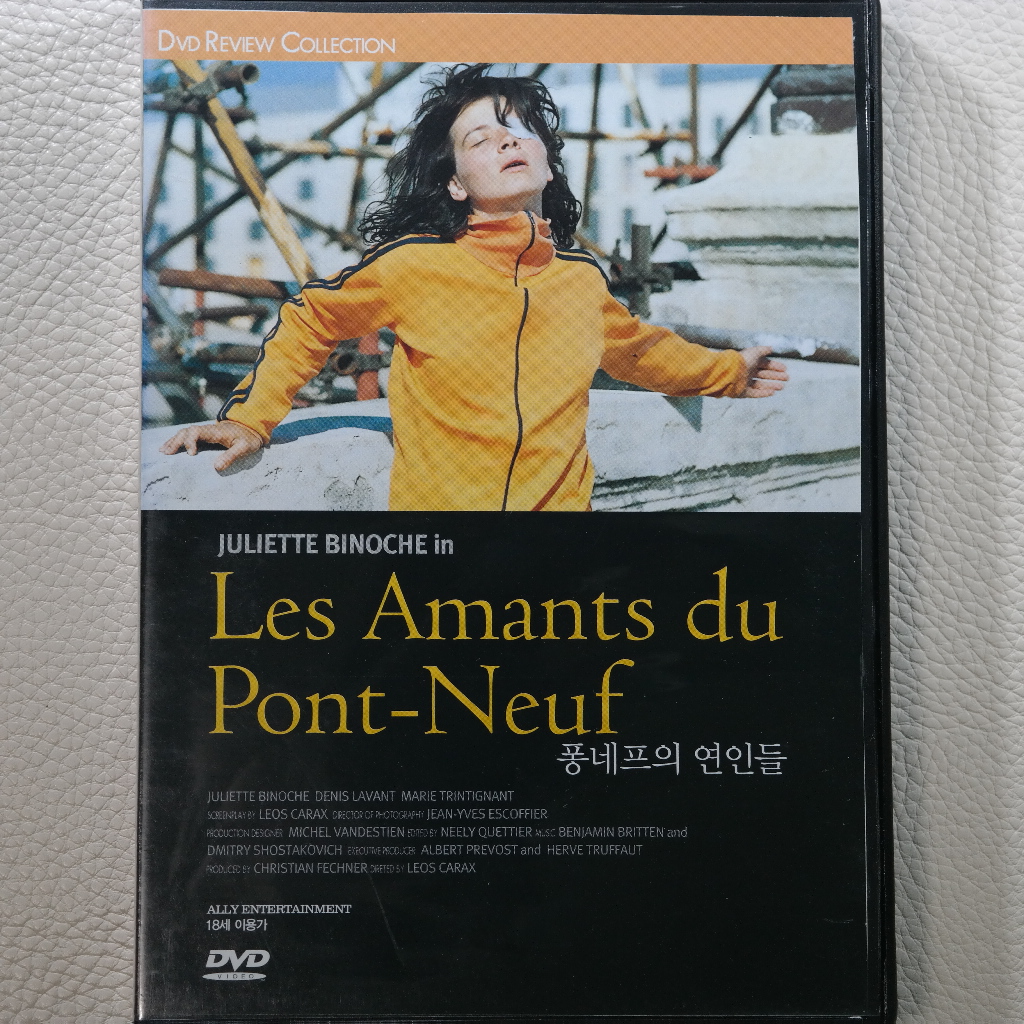 DVD REVIEW COLLECTION
JULIETTE BINOCHE in
Les Amants du
Pont-Neuf
퐁네프의 연인들
JULIETTE BINOCHE DENIS LAVANT MARIE TRINTIGNANT
SCREENPLAY BY LEOS CARAX DIRECTOR OF PHOTOGRAPHY JEAN-YVES ESCOFFIER
PRODUCTION DESIGNER MICHEL VANDESTIEN EDITED BY NEELY QUETTIER MUSIC BENJAMIN BRITTEN and
DMITRY SHOSTAKOVICH EXECUTIVE PRODUCER ALBERT PREVOST and HERVE TRUFFAUT
PRODUCED BY CHRISTIAN FECHNER DIRETED BY LEOS CARAX
ALLY ENTERTAINMENT
18세 이용가
DVD
VIDEO